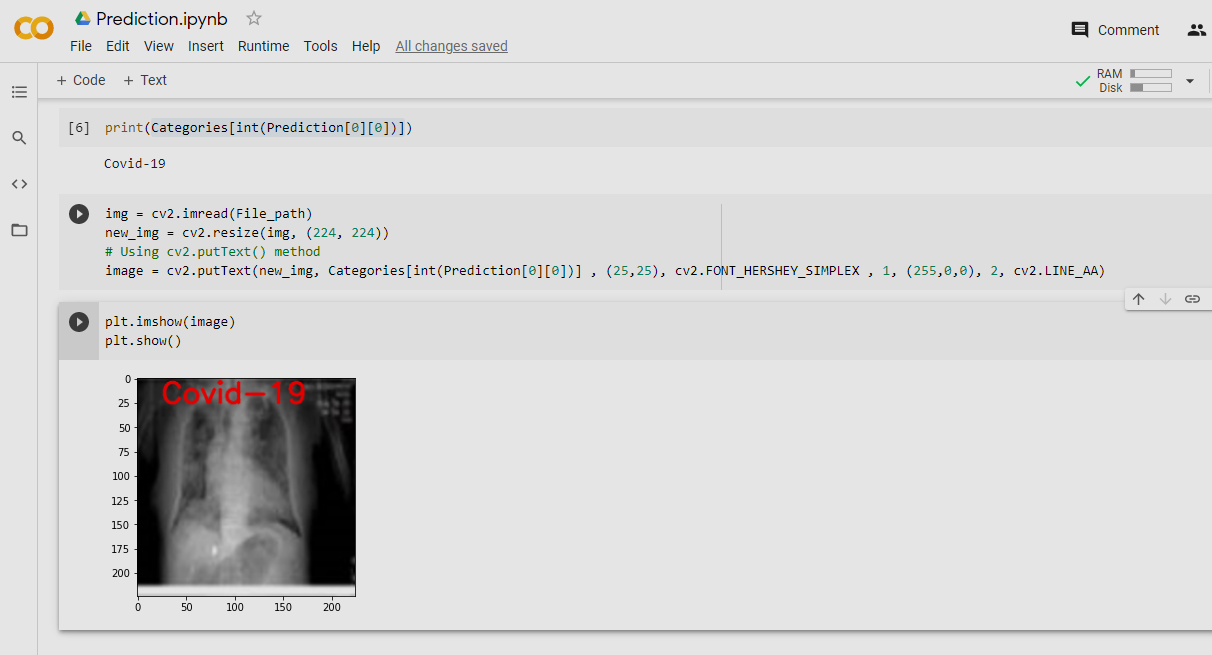 Prediction.ipynb
File Edit View Insert Runtime Tools Help All changes saved
Comment
+ Code + Text
RAM
Disk
[6] print(Categories[int(Prediction[0][0])])
Covid-19
img = cv2.imread(File_path)
new_img = cv2.resize(img, (224, 224))
# Using cv2.putText() method
image = cv2.putText(new_img, Categories[int(Prediction[0][0])] , (25,25), cv2.FONT_HERSHEY_SIMPLEX , 1, (255,0,0), 2, cv2.LINE_AA)
plt.imshow(image)
plt.show()
Covid-19
0
25
50
75
100
125
150
175
200
0 50 100 150 200